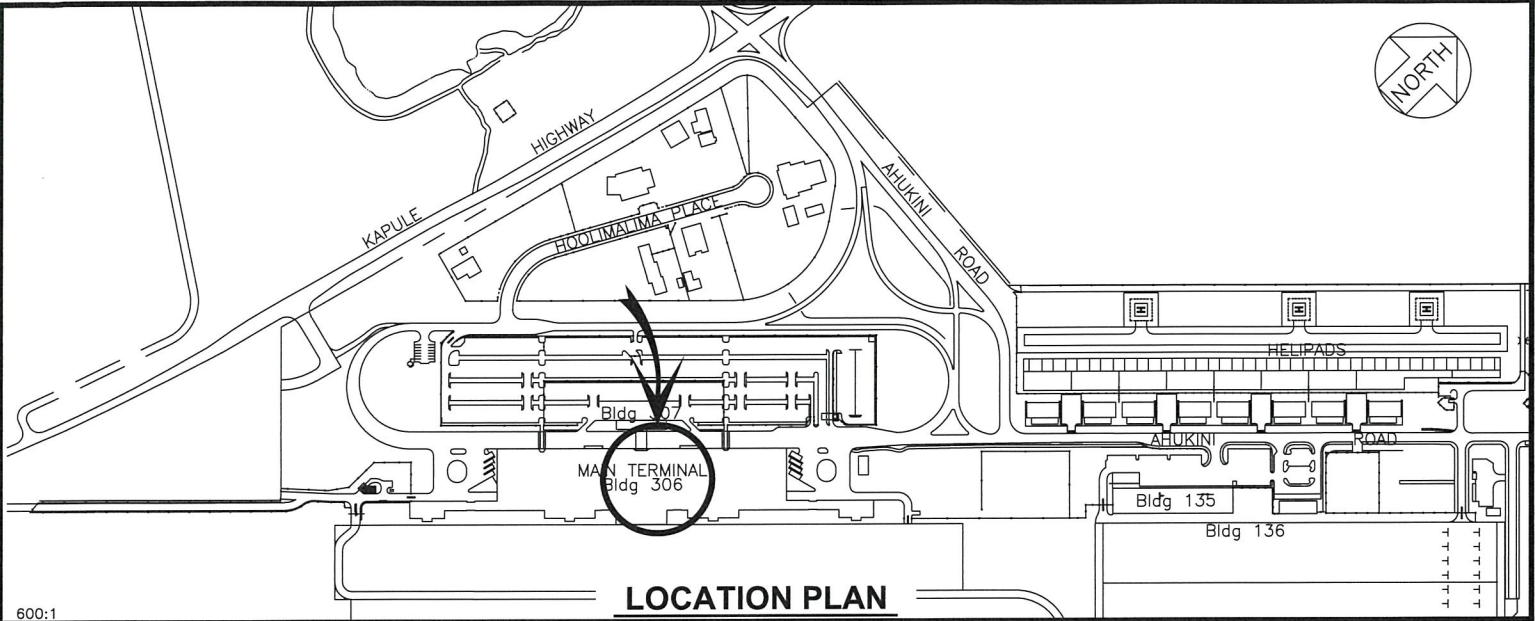 NORTH
HIGHWAY
KAPULE
AHUKINI
ROAD
HOOLIMALIMA PLACE
H
H
H
HELIPADS
Bldg 307
AHUKINI ROAD
MAIN TERMINAL
Bldg 306
Bldg 135
Bldg 136
LOCATION PLAN
600:1